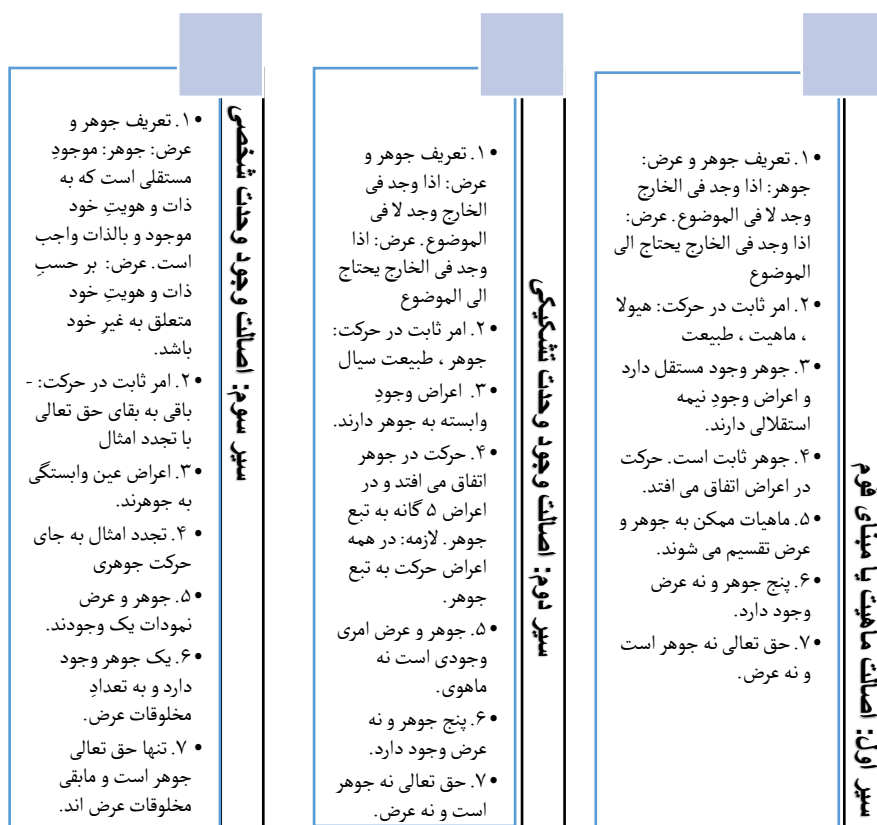 سیر اول: اصالت ماهیت یا مبنای قوم
• ۱. تعریف جوهر و عرض:
جوهر: اذا وجد فی الخارج
وجد لا فی الموضوع. عرض:
اذا وجد فی الخارج یحتاج الی
الموضوع
• ۲. امر ثابت در حرکت: هیولا
، ماهیت ، طبیعت
• ۳. جوهر وجود مستقل دارد
و اعراض وجودِ نیمه
استقلالی دارند.
• ۴. جوهر ثابت است. حرکت
در اعراض اتفاق می افتد.
• ۵. ماهیات ممکن به جوهر و
عرض تقسیم می شوند.
• ۶. پنج جوهر و نه عرض
وجود دارد.
• ۷. حق تعالی نه جوهر است
و نه عرض.
سیر دوم: اصالت وجود وحدت تشکیکی
• ۱. تعریف جوهر و
عرض: اذا وجد فی
الخارج وجد لا فی
الموضوع. عرض: اذا
وجد فی الخارج یحتاج
الی الموضوع
• ۲. امر ثابت در حرکت:
جوهر ، طبیعت سیال
• ۳. اعراض وجودِ
وابسته به جوهر دارند.
• ۴. حرکت در جوهر
اتفاق می افتد و در
اعراض ۵ گانه به تبع
جوهر. لازمه: در همه
اعراض حرکت به تبع
جوهر.
• ۵. جوهر و عرض امری
وجودی است نه
ماهوی.
• ۶. پنج جوهر و نه
عرض وجود دارد.
• ۷. حق تعالی نه جوهر
است و نه عرض.
سیر سوم: اصالت وجود وحدت شخصی
• ۱. تعریف جوهر و
عرض: جوهر: موجودِ
مستقلی است که به
ذات و هویتِ خود
موجود و بالذات واجب
است. عرض: بر حسبِ
ذات و هویتِ خود
متعلق به غیرِ خود
باشد.
• ۲. امر ثابت در حرکت: -
باقی به بقای حق تعالی
با تجدد امثال
• ۳. اعراض عین وابستگی
به جوهرند.
• ۴. تجدد امثال به جای
حرکت جوهری
• ۵. جوهر و عرض
نمودات یک وجودند.
• ۶. یک جوهر وجود
دارد و به تعدادِ
مخلوقات عرض.
• ۷. تنها حق تعالی
جوهر است و مابقی
مخلوقات عرض اند.